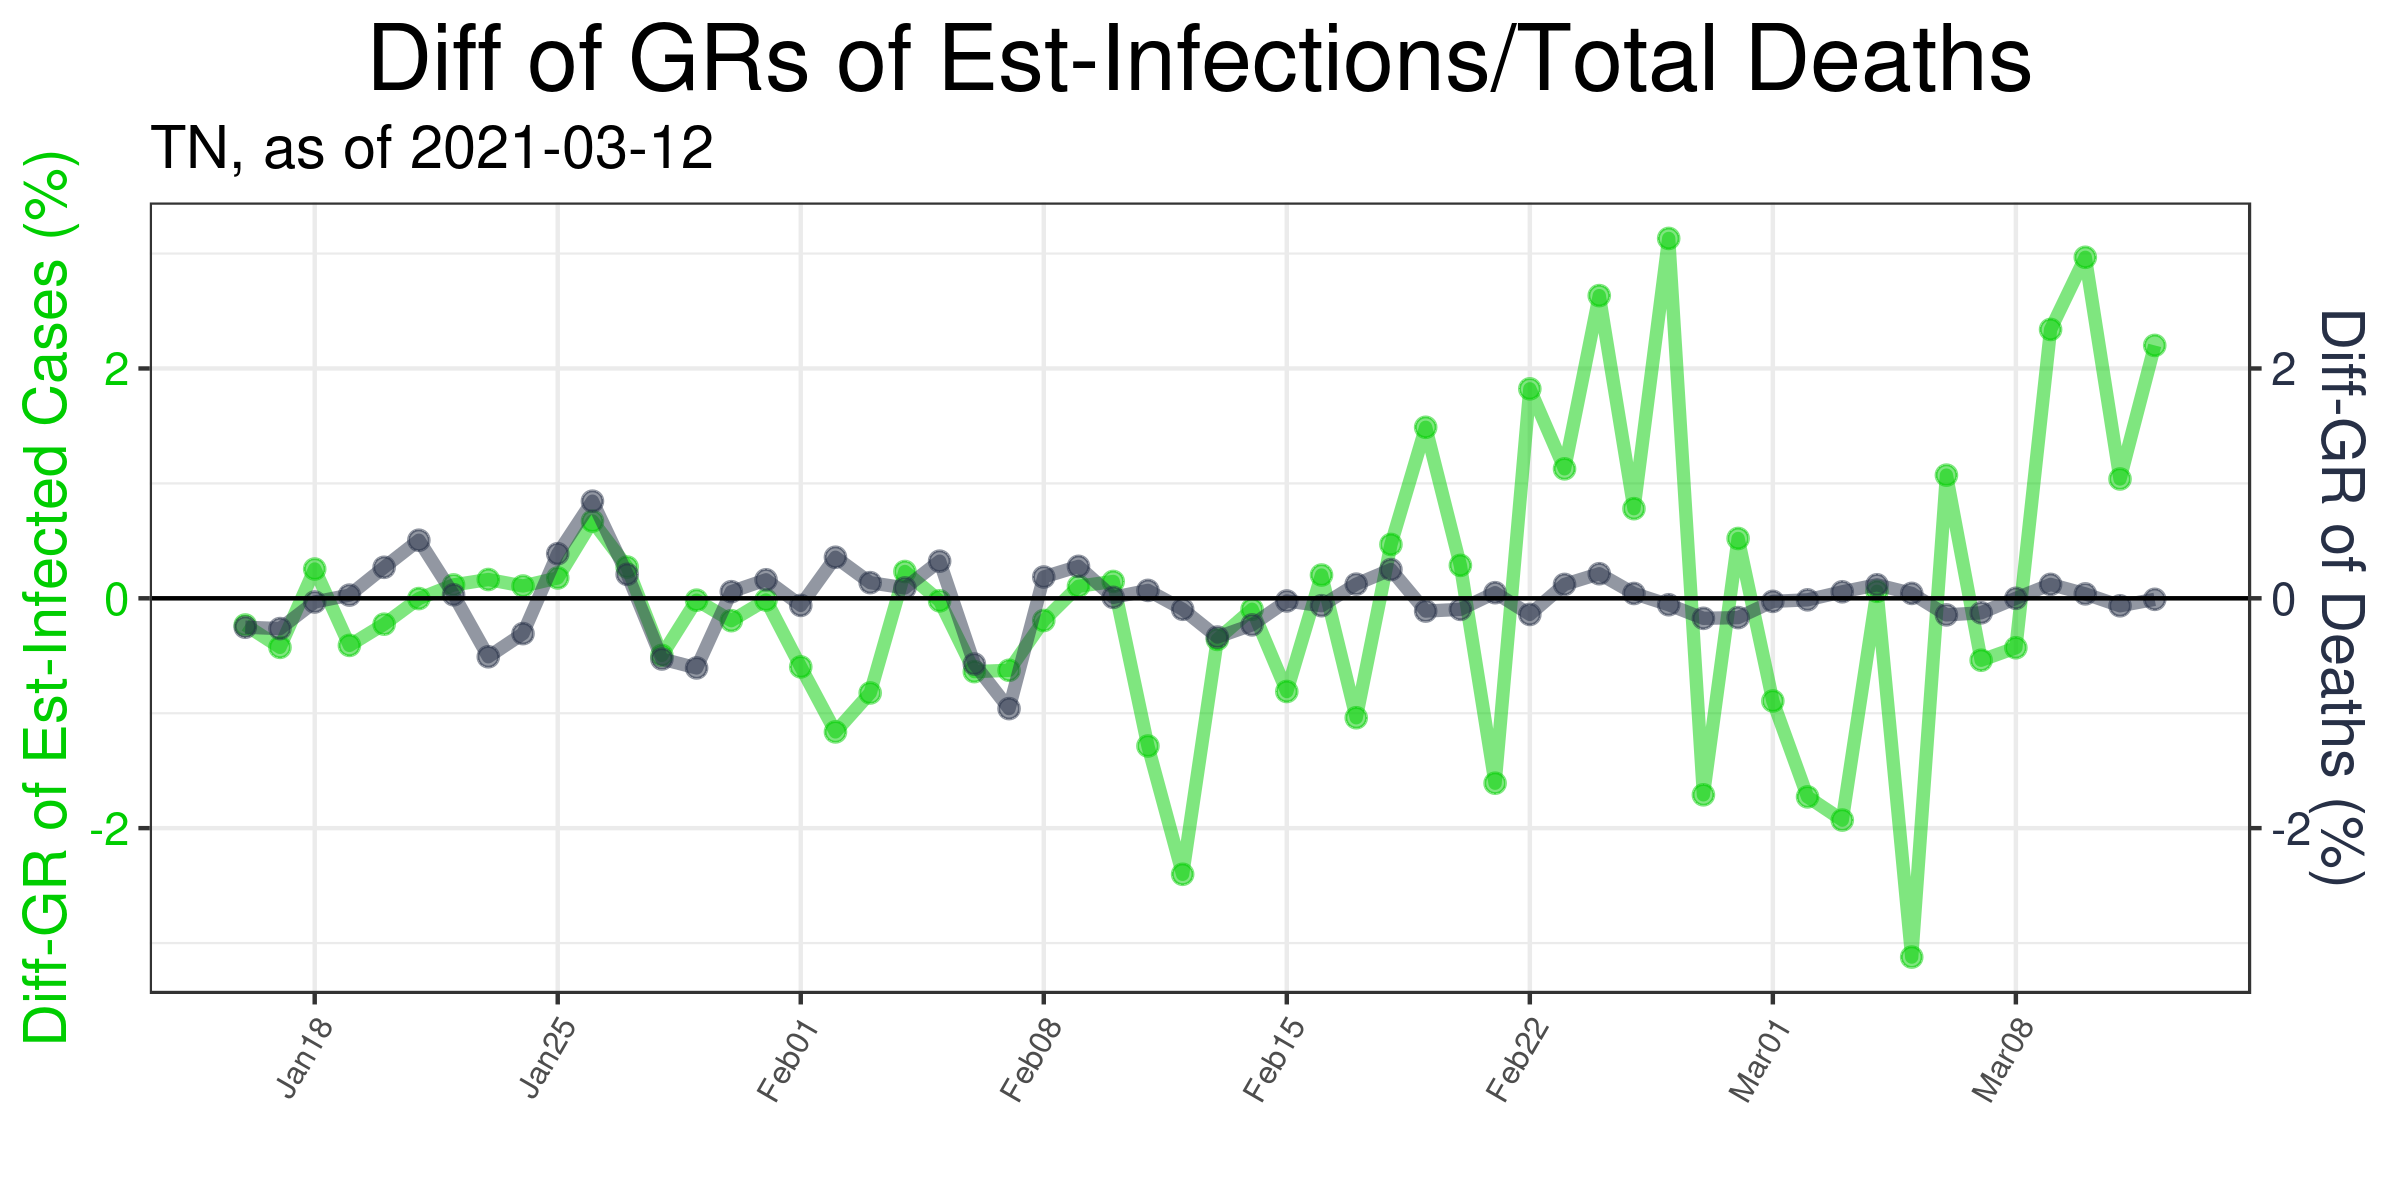 Diff of GRs of Est-Infections/Total Deaths
TN, as of 2021-03-12
Diff-GR of Est-Infected Cases (%)
2
0
-2
2
0
-2
Diff-GR of Deaths (%)
Jan18
Jan25
Feb01
Feb08
Feb15
Feb22
Mar01
Mar08